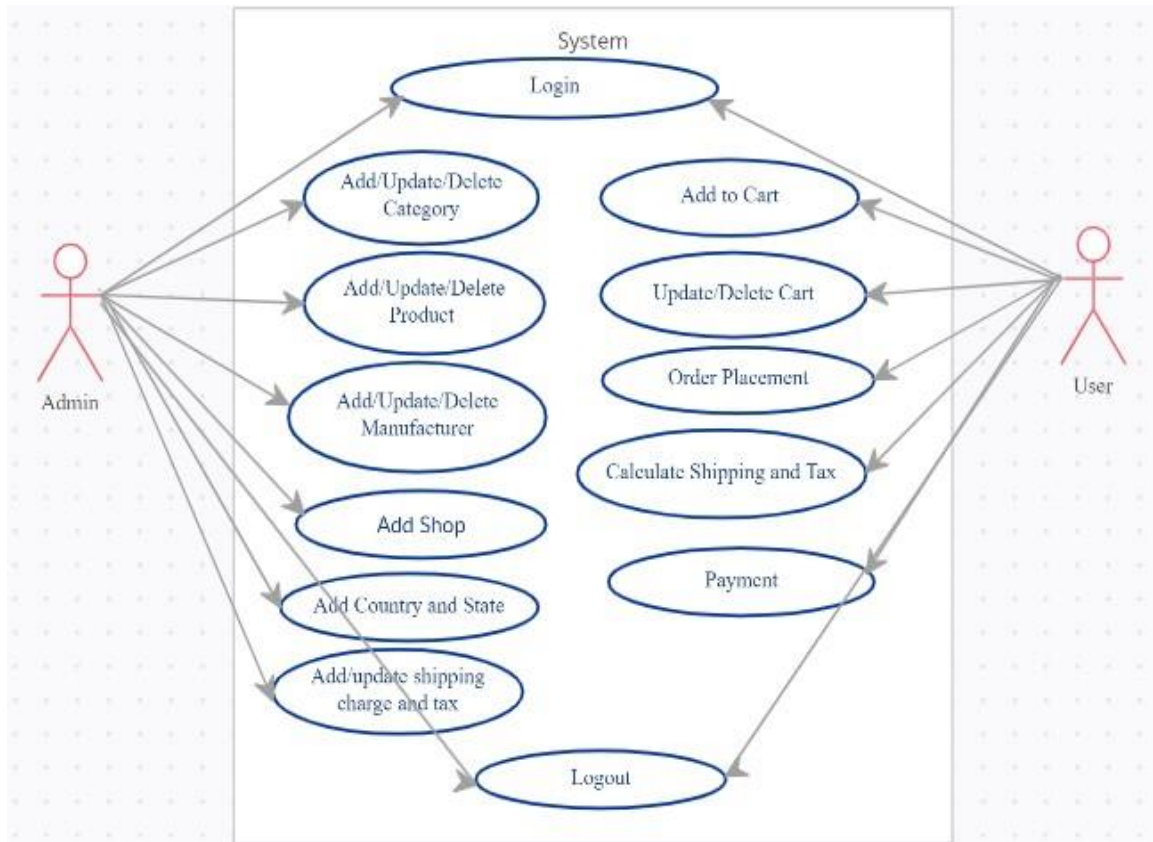 System
Login
Add/Update/Delete
Category
Add to Cart
Add/Update/Delete
Product
Update/Delete Cart
Order Placement
Admin
User
Add/Update/Delete
Manufacturer
Calculate Shipping and Tax
Add Shop
Payment
Add Country and State
Add/update shipping
charge and tax
Logout